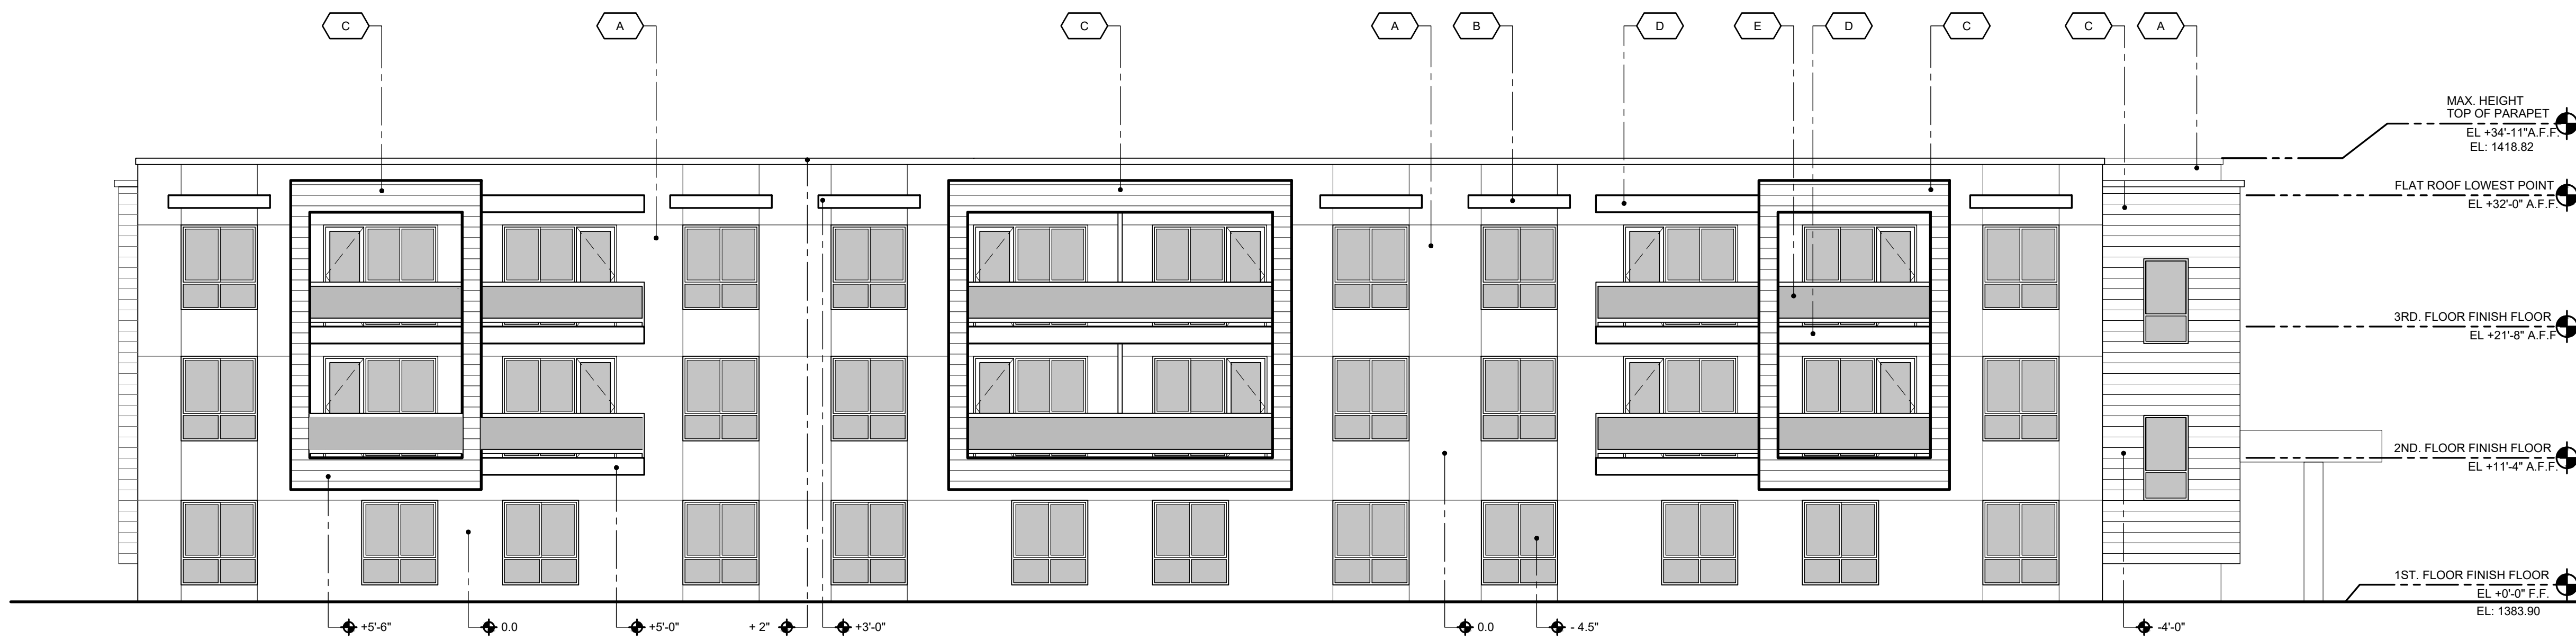 C
A
C
A
B
D
E
D
C
C
A
MAX. HEIGHT
TOP OF PARAPET
EL +34'-11"A.F.F.
EL: 1418.82
FLAT ROOF LOWEST POINT
EL +32'-0" A.F.F.
3RD. FLOOR FINISH FLOOR
EL +21'-8" A.F.F
2ND. FLOOR FINISH FLOOR
EL +11'-4" A.F.F.
1ST. FLOOR FINISH FLOOR
EL +0'-0" F.F.
EL: 1383.90
+5'-6"
0.0
+5'-0"
+ 2"
+3'-0"
0.0
- 4.5"
-4'-0"